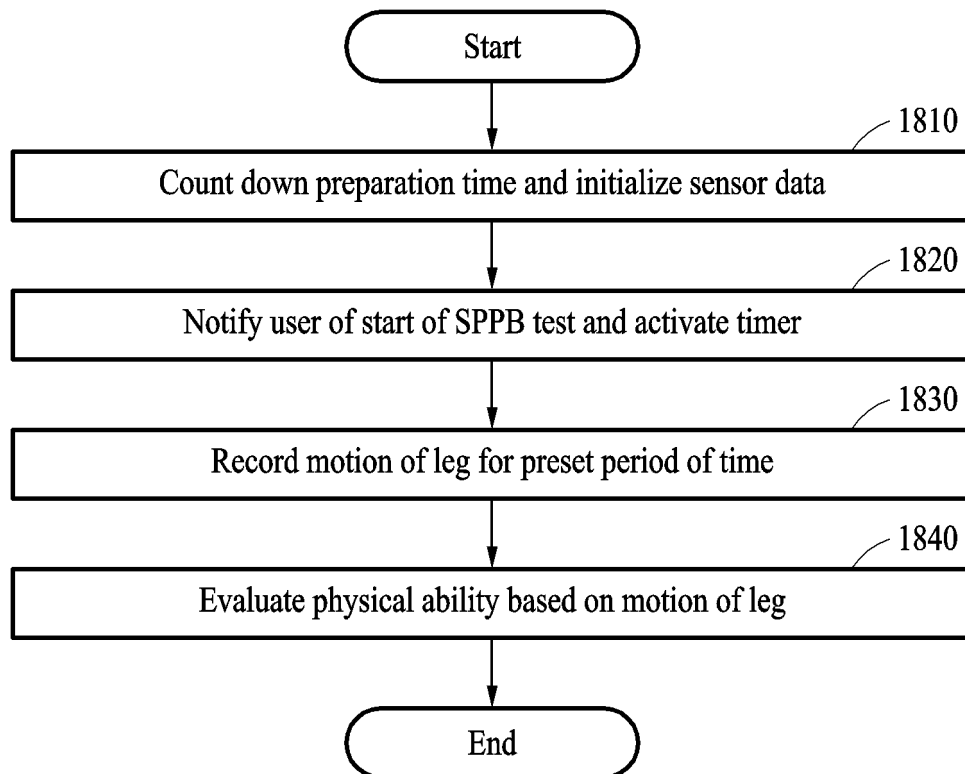 Start
1810
Count down preparation time and initialize sensor data
1820
Notify user of start of SPPB test and activate timer
1830
Record motion of leg for preset period of time
1840
Evaluate physical ability based on motion of leg
End